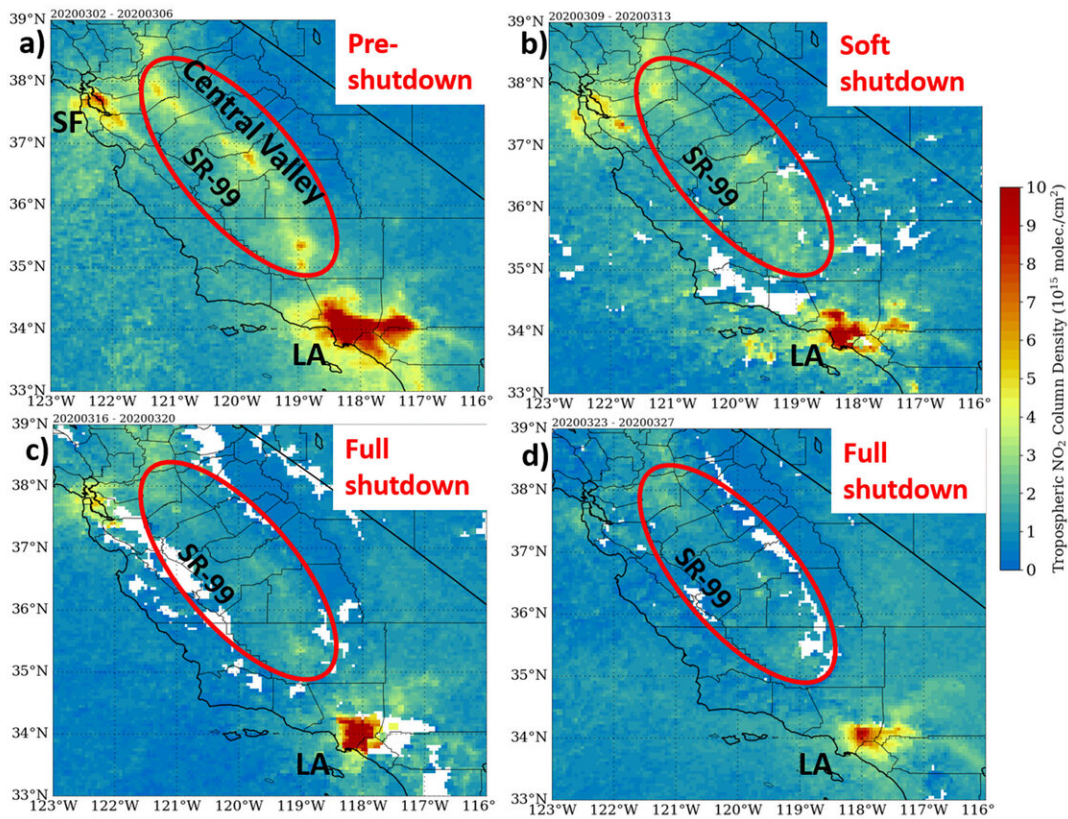 20200302 - 20200306
a)
Pre-
shutdown
Central Valley
SR-99
SF
LA
39°N
38°N
37°N
36°N
35°N
34°N
33°N
123°W 122°W 121°W 120°W 119°W 118°W 117°W 116°
20200309 - 20200313
b)
Soft
shutdown
SR-99
LA
39°N
38°N
37°N
36°N
35°N
34°N
33°N
123°W 122°W 121°W 120°W 119°W 118°W 117°W 116°
20200316 - 20200320
c)
Full
shutdown
SR-99
LA
39°N
38°N
37°N
36°N
35°N
34°N
33°N
123°W 122°W 121°W 120°W 119°W 118°W 117°W 116°
20200323 - 20200327
d)
Full
shutdown
SR-99
LA
39°N
38°N
37°N
36°N
35°N
34°N
33°N
123°W 122°W 121°W 120°W 119°W 118°W 117°W 116°
10
9
8
7
6
5
4
3
2
1
0
Tropospheric NO₂ Column Density (10¹⁵ molec./cm²)